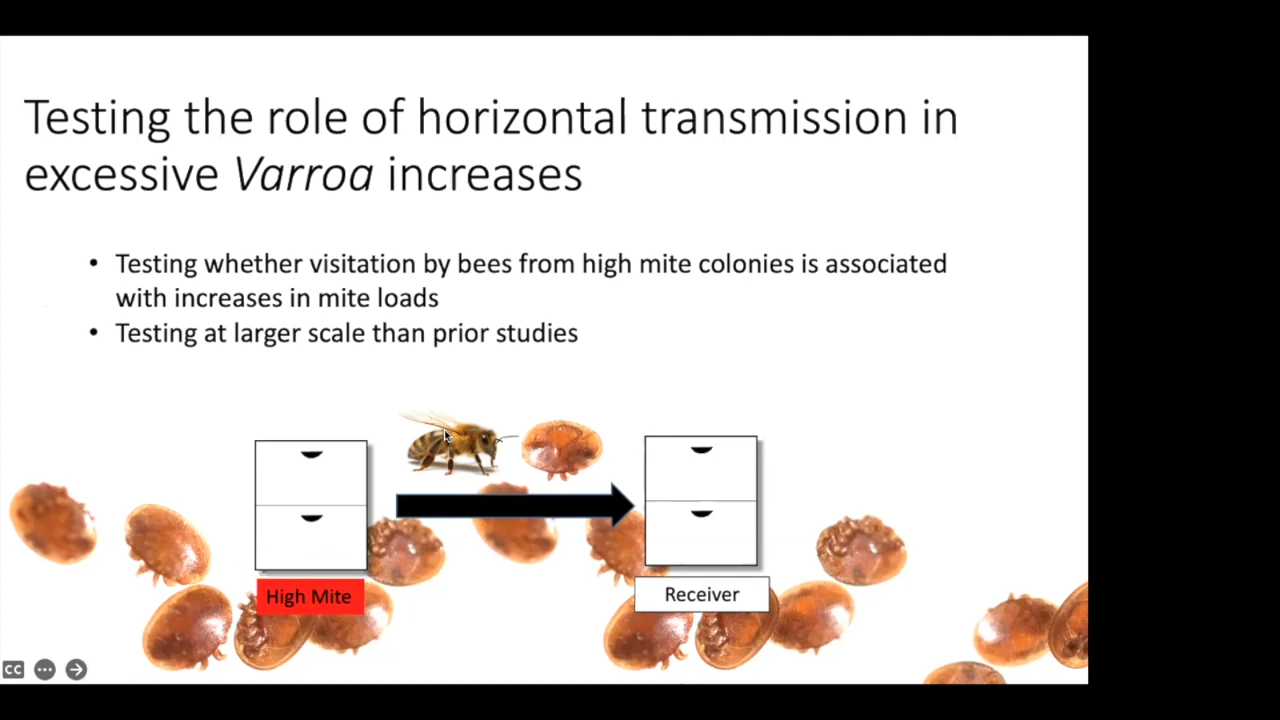 Testing the role of horizontal transmission in
excessive Varroa increases
• Testing whether visitation by bees from high mite colonies is associated
with increases in mite loads
• Testing at larger scale than prior studies
High Mite
Receiver
CC